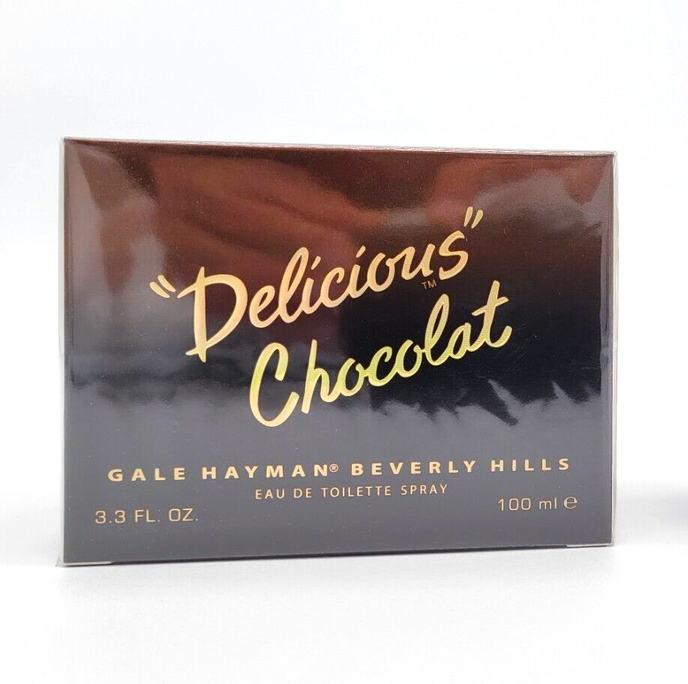 "Delicious"™
Chocolat
GALE HAYMAN® BEVERLY HILLS
EAU DE TOILETTE SPRAY
3.3 FL. OZ. 100 ml ℮